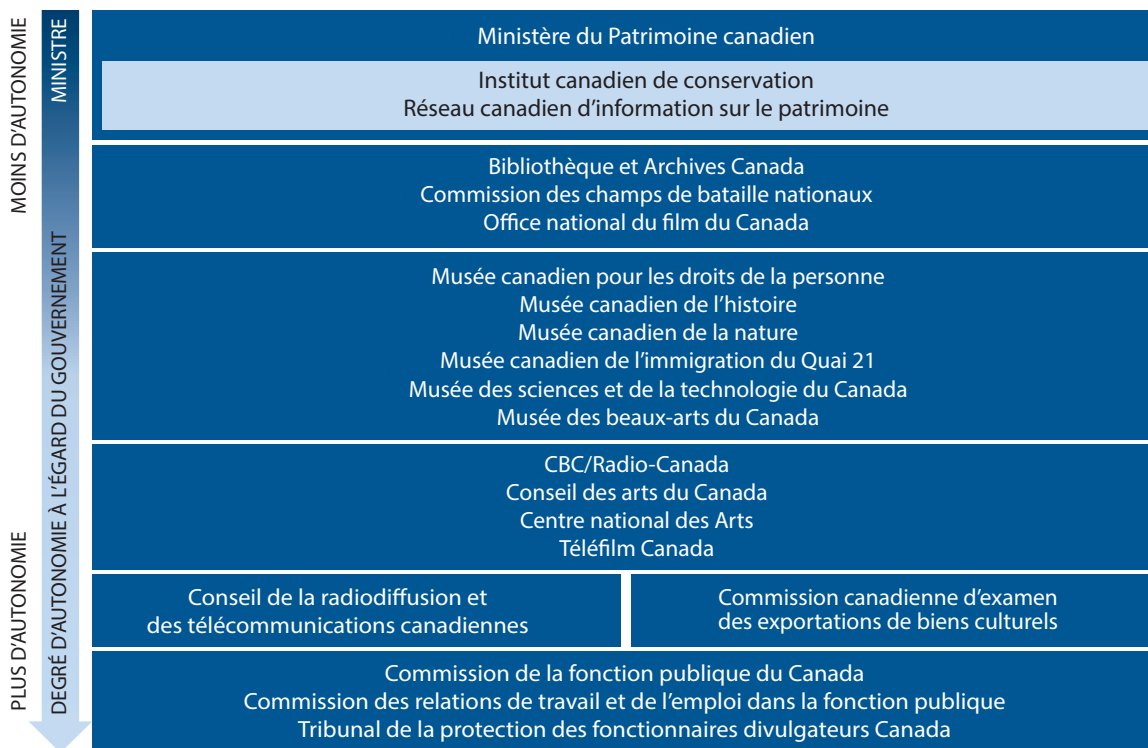 MOINS D'AUTONOMIE
PLUS D'AUTONOMIE
MINISTRE
DEGRÉ D'AUTONOMIE À L'ÉGARD DU GOUVERNEMENT
Ministère du Patrimoine canadien
Institut canadien de conservation
Réseau canadien d'information sur le patrimoine
Bibliothèque et Archives Canada
Commission des champs de bataille nationaux
Office national du film du Canada
Musée canadien pour les droits de la personne
Musée canadien de l'histoire
Musée canadien de la nature
Musée canadien de l'immigration du Quai 21
Musée des sciences et de la technologie du Canada
Musée des beaux-arts du Canada
CBC/Radio-Canada
Conseil des arts du Canada
Centre national des Arts
Téléfilm Canada
Conseil de la radiodiffusion et
des télécommunications canadiennes
Commission canadienne d'examen
des exportations de biens culturels
Commission de la fonction publique du Canada
Commission des relations de travail et de l'emploi dans la fonction publique
Tribunal de la protection des fonctionnaires divulgateurs Canada